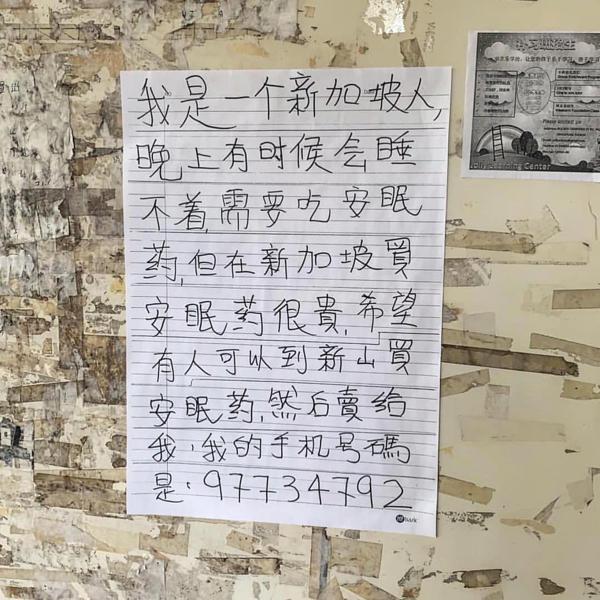 我是一个新加坡人,
晚上有时候会睡
不着,需要吃安眠
药,但在新加坡買
安眠药很貴,希望
有人可以到新山買
安眠药,然后賣给
我,我的手机号碼
是:97734792
Please contact us